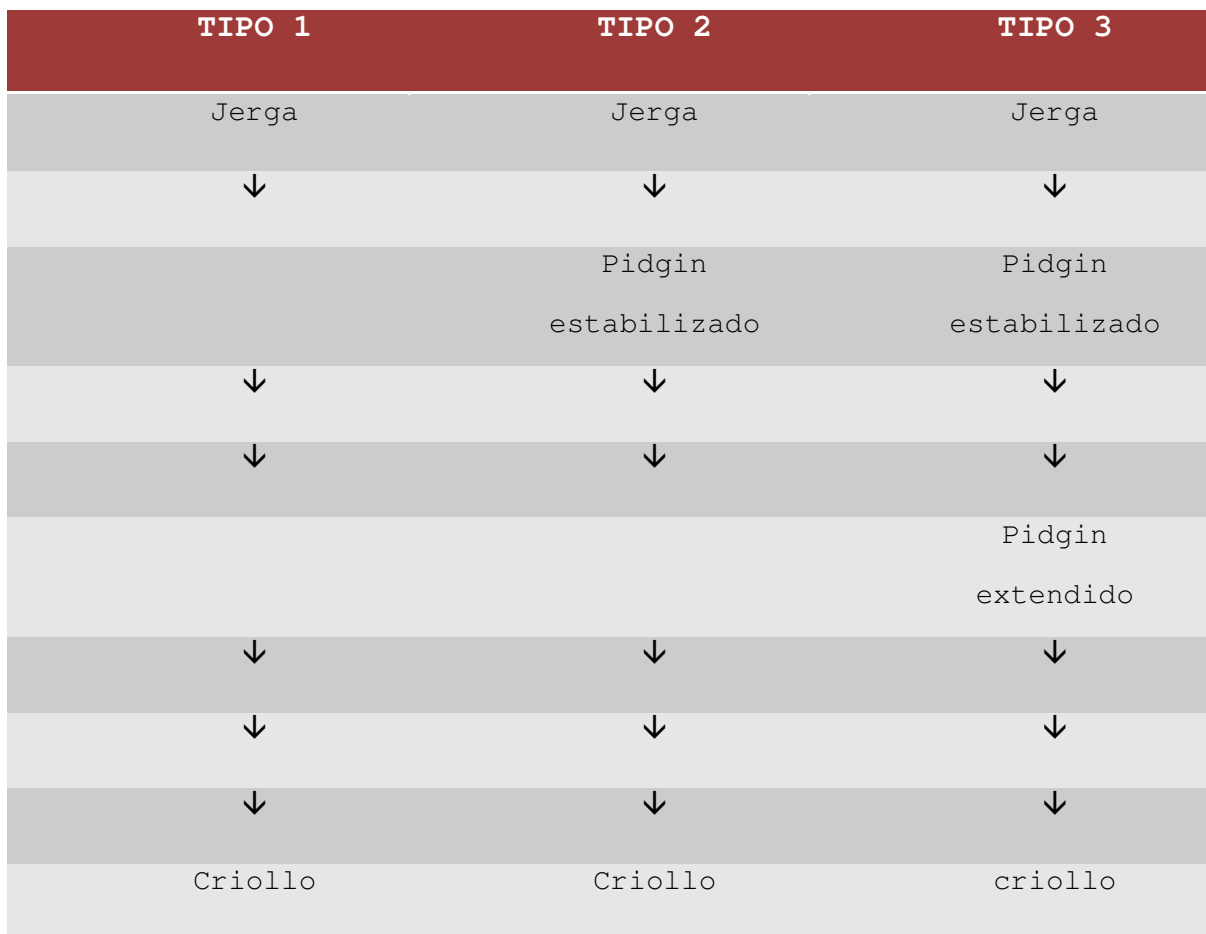 TIPO 1 TIPO 2 TIPO 3
Jerga Jerga Jerga
↓ ↓ ↓
Pidgin Pidgin
estabilizado estabilizado
↓ ↓ ↓
↓ ↓ ↓
Pidgin
extendido
↓ ↓ ↓
↓ ↓ ↓
↓ ↓ ↓
Criollo Criollo criollo